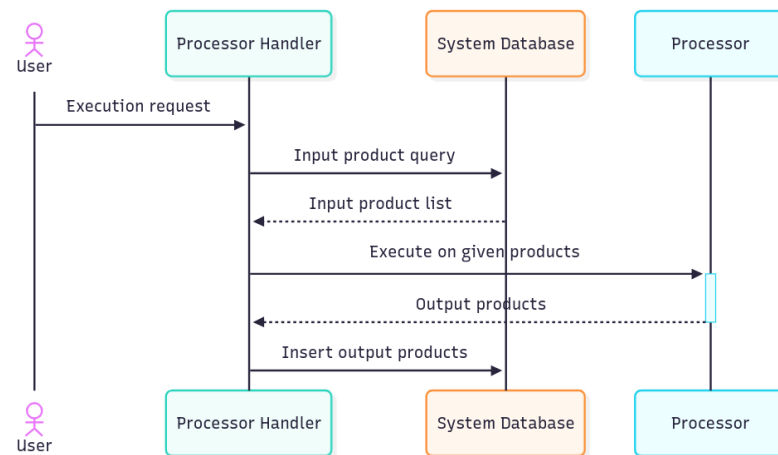 User
Processor Handler
System Database
Processor
Execution request
Input product query
Input product list
Execute on given products
Output products
Insert output products
User
Processor Handler
System Database
Processor